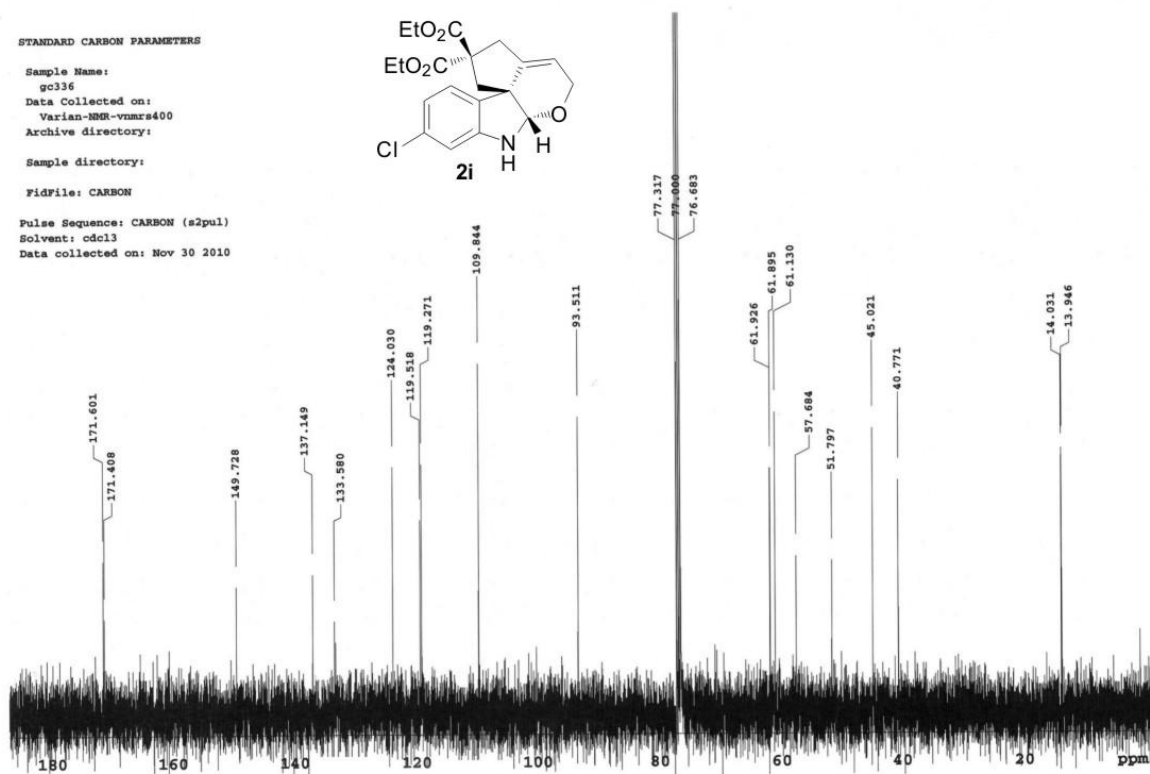 STANDARD CARBON PARAMETERS
Sample Name:
gc336
Data Collected on:
Varian-NMR-vnmrs400
Archive directory:
Sample directory:
FidFile: CARBON
Pulse Sequence: CARBON (s2pul)
Solvent: cdcl3
Data collected on: Nov 30 2010
EtO2C
EtO2C
O
Cl
N
H
H
2i
171.601
171.408
149.728
137.149
133.580
124.030
119.518
119.271
109.844
93.511
77.317
77.000
76.683
61.926
61.895
61.130
57.684
51.797
45.021
40.771
14.031
13.946
180 160 140 120 100 80 60 40 20 ppm